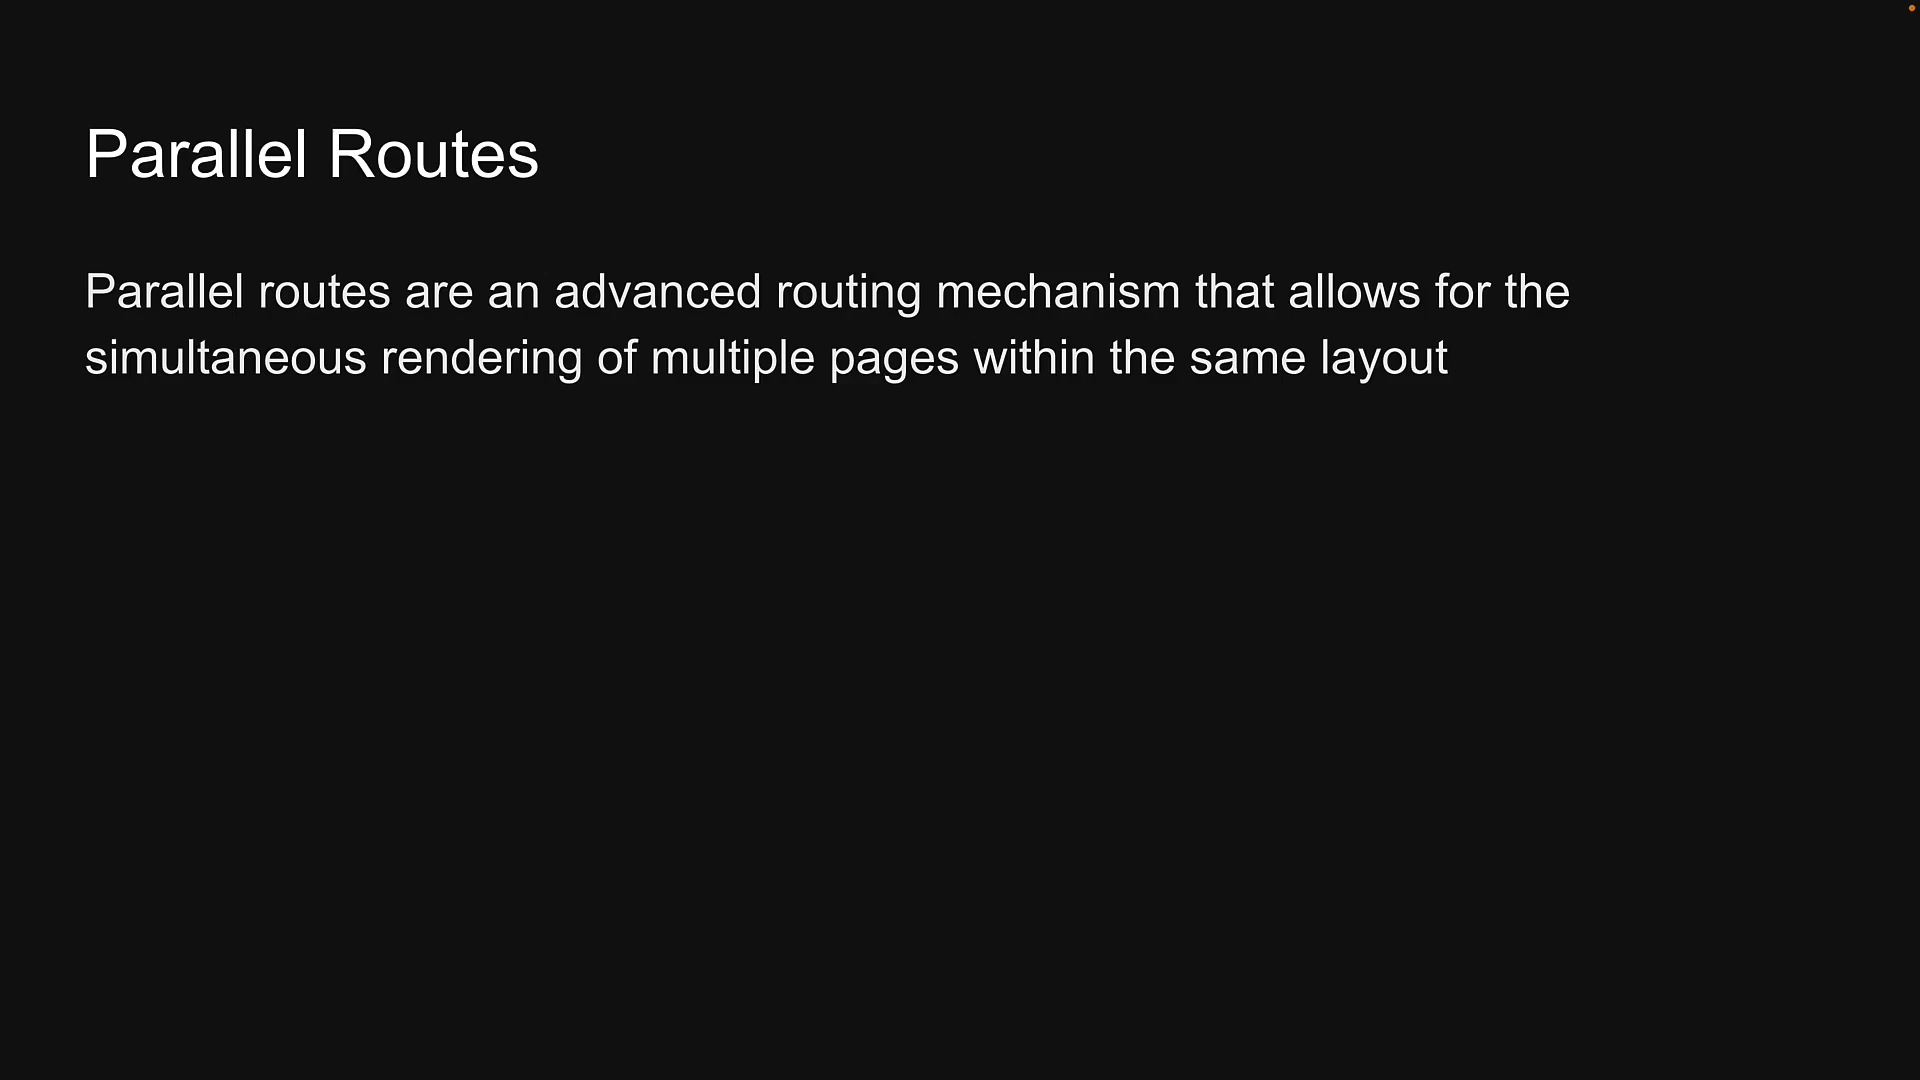 Parallel Routes
Parallel routes are an advanced routing mechanism that allows for the
simultaneous rendering of multiple pages within the same layout